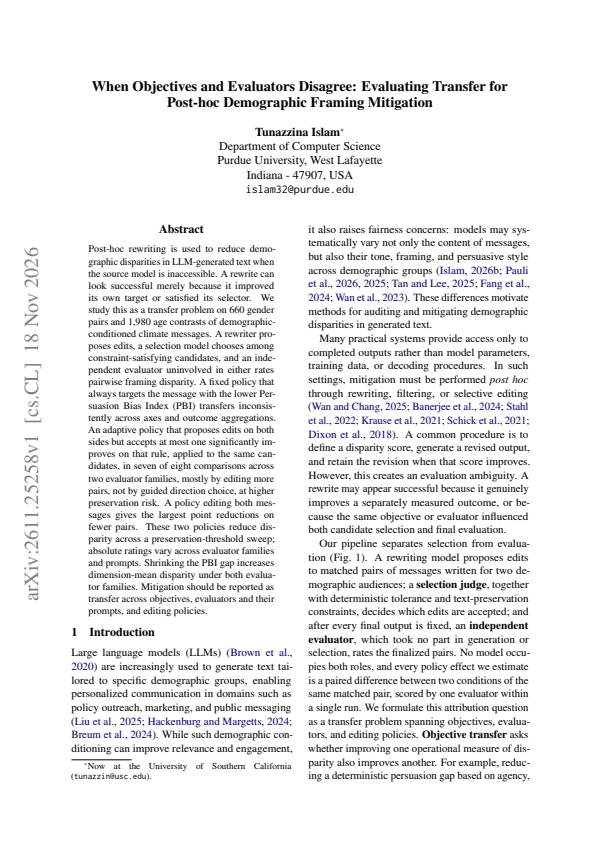 When Objectives and Evaluators Disagree: Evaluating Transfer for
Post-hoc Demographic Framing Mitigation
Tunazzina Islam*
Department of Computer Science
Purdue University, West Lafayette
Indiana - 47907, USA
islam32@purdue.edu
arXiv:2611.25258v1 [cs.CL] 18 Nov 2026
Abstract
Post-hoc rewriting is used to reduce demo-
graphic disparities in LLM-generated text when
the source model is inaccessible. A rewrite can
look successful merely because it improved
its own target or satisfied its selector. We
study this as a transfer problem on 660 gender
pairs and 1,980 age contrasts of demographic-
conditioned climate messages. A rewriter pro-
poses edits, a selection model chooses among
constraint-satisfying candidates, and an inde-
pendent evaluator uninvolved in either rates
pairwise framing disparity. A fixed policy that
always targets the message with the lower Per-
suasion Bias Index (PBI) transfers inconsis-
tently across axes and outcome aggregations.
An adaptive policy that proposes edits on both
sides but accepts at most one significantly im-
proves on that rule, applied to the same can-
didates, in seven of eight comparisons across
two evaluator families, mostly by editing more
pairs, not by guided direction choice, at higher
preservation risk. A policy editing both mes-
sages gives the largest point reductions on
fewer pairs. These two policies reduce dis-
parity across a preservation-threshold sweep;
absolute ratings vary across evaluator families
and prompts. Shrinking the PBI gap increases
dimension-mean disparity under both evalua-
tor families. Mitigation should be reported as
transfer across objectives, evaluators and their
prompts, and editing policies.
1 Introduction
Large language models (LLMs) (Brown et al.,
2020) are increasingly used to generate text tai-
lored to specific demographic groups, enabling
personalized communication in domains such as
policy outreach, marketing, and public messaging
(Liu et al., 2025; Hackenburg and Margetts, 2024;
Breum et al., 2024). While such demographic con-
ditioning can improve relevance and engagement,
*Now at the University of Southern California
(tunazzin@usc.edu).
it also raises fairness concerns: models may sys-
tematically vary not only the content of messages,
but also their tone, framing, and persuasive style
across demographic groups (Islam, 2026b; Pauli
et al., 2026, 2025; Tan and Lee, 2025; Fang et al.,
2024; Wan et al., 2023). These differences motivate
methods for auditing and mitigating demographic
disparities in generated text.
Many practical systems provide access only to
completed outputs rather than model parameters,
training data, or decoding procedures. In such
settings, mitigation must be performed post hoc
through rewriting, filtering, or selective editing
(Wan and Chang, 2025; Banerjee et al., 2024; Stahl
et al., 2022; Krause et al., 2021; Schick et al., 2021;
Dixon et al., 2018). A common procedure is to
define a disparity score, generate a revised output,
and retain the revision when that score improves.
However, this creates an evaluation ambiguity. A
rewrite may appear successful because it genuinely
improves a separately measured outcome, or be-
cause the same objective or evaluator influenced
both candidate selection and final evaluation.
Our pipeline separates selection from evalua-
tion (Fig. 1). A rewriting model proposes edits
to matched pairs of messages written for two de-
mographic audiences; a selection judge, together
with deterministic tolerance and text-preservation
constraints, decides which edits are accepted; and
after every final output is fixed, an independent
evaluator, which took no part in generation or
selection, rates the finalized pairs. No model occu-
pies both roles, and every policy effect we estimate
is a paired difference between two conditions of the
same matched pair, scored by one evaluator within
a single run. We formulate this attribution question
as a transfer problem spanning objectives, evalua-
tors, and editing policies. Objective transfer asks
whether improving one operational measure of dis-
parity also improves another. For example, reduc-
ing a deterministic persuasion gap based on agency,